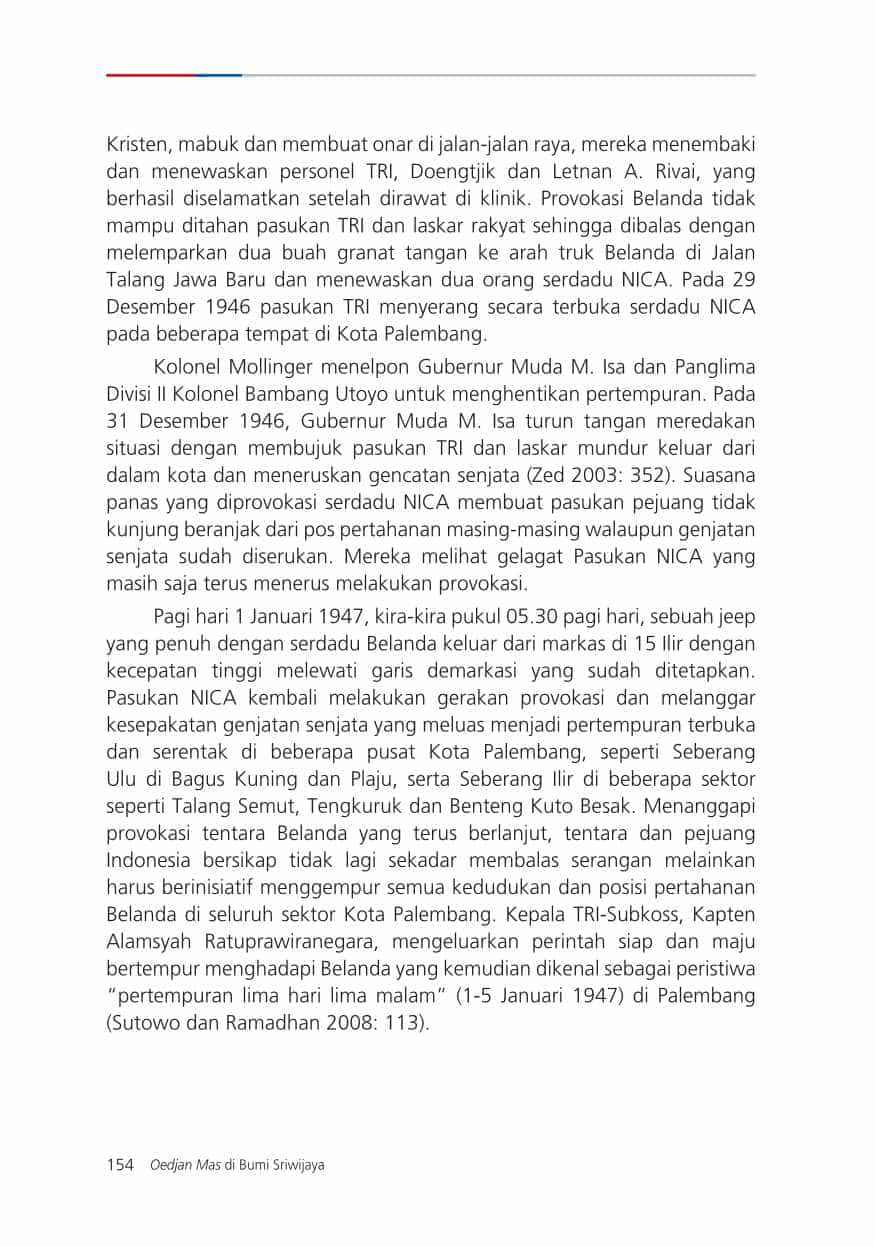 Kristen, mabuk dan membuat onar di jalan-jalan raya, mereka menembaki
dan menewaskan personel TRI, Doengtjik dan Letnan A. Rivai, yang
berhasil diselamatkan setelah dirawat di klinik. Provokasi Belanda tidak
mampu ditahan pasukan TRI dan laskar rakyat sehingga dibalas dengan
melemparkan dua buah granat tangan ke arah truk Belanda di Jalan
Talang Jawa Baru dan menewaskan dua orang serdadu NICA. Pada 29
Desember 1946 pasukan TRI menyerang secara terbuka serdadu NICA
pada beberapa tempat di Kota Palembang.
Kolonel Mollinger menelpon Gubernur Muda M. Isa dan Panglima
Divisi II Kolonel Bambang Utoyo untuk menghentikan pertempuran. Pada
31 Desember 1946, Gubernur Muda M. Isa turun tangan meredakan
situasi dengan membujuk pasukan TRI dan laskar mundur keluar dari
dalam kota dan meneruskan gencatan senjata (Zed 2003: 352). Suasana
panas yang diprovokasi serdadu NICA membuat pasukan pejuang tidak
kunjung beranjak dari pos pertahanan masing-masing walaupun genjatan
senjata sudah diserukan. Mereka melihat gelagat Pasukan NICA yang
masih saja terus menerus melakukan provokasi.
Pagi hari 1 Januari 1947, kira-kira pukul 05.30 pagi hari, sebuah jeep
yang penuh dengan serdadu Belanda keluar dari markas di 15 Ilir dengan
kecepatan tinggi melewati garis demarkasi yang sudah ditetapkan.
Pasukan NICA kembali melakukan gerakan provokasi dan melanggar
kesepakatan genjatan senjata yang meluas menjadi pertempuran terbuka
dan serentak di beberapa pusat Kota Palembang, seperti Seberang
Ulu di Bagus Kuning dan Plaju, serta Seberang Ilir di beberapa sektor
seperti Talang Semut, Tengkuruk dan Benteng Kuto Besak. Menanggapi
provokasi tentara Belanda yang terus berlanjut, tentara dan pejuang
Indonesia bersikap tidak lagi sekadar membalas serangan melainkan
harus berinisiatif menggempur semua kedudukan dan posisi pertahanan
Belanda di seluruh sektor Kota Palembang. Kepala TRI-Subkoss, Kapten
Alamsyah Ratuprawiranegara, mengeluarkan perintah siap dan maju
bertempur menghadapi Belanda yang kemudian dikenal sebagai peristiwa
“pertempuran lima hari lima malam” (1-5 Januari 1947) di Palembang
(Sutowo dan Ramadhan 2008: 113).
154 Oedjan Mas di Bumi Sriwijaya